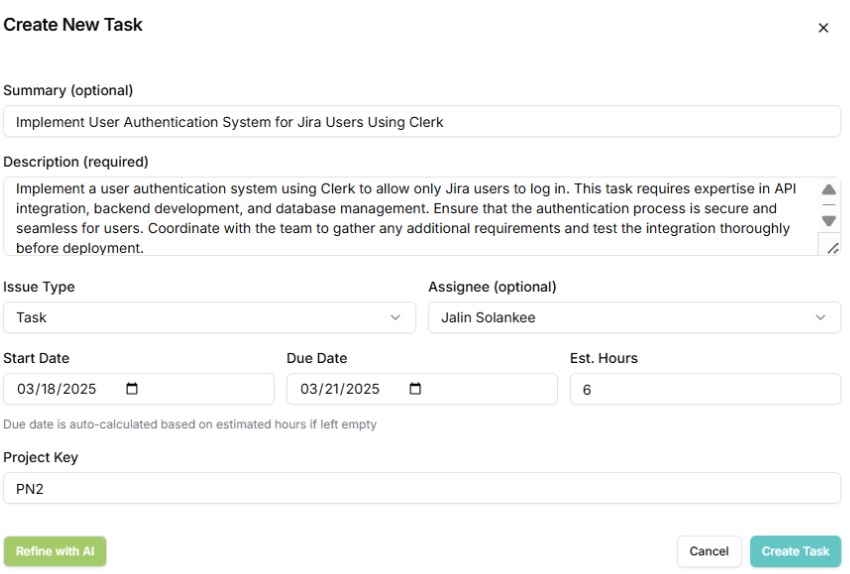 Create New Task
Summary (optional)
Implement User Authentication System for Jira Users Using Clerk
Description (required)
Implement a user authentication system using Clerk to allow only Jira users to log in. This task requires expertise in API
integration, backend development, and database management. Ensure that the authentication process is secure and
seamless for users. Coordinate with the team to gather any additional requirements and test the integration thoroughly
before deployment.
Issue Type
Assignee (optional)
Task
Jalin Solankee
Start Date
Due Date
Est. Hours
03/18/2025
03/21/2025
6
Due date is auto-calculated based on estimated hours if left empty
Project Key
PN2
Refine with AI
Cancel
Create Task